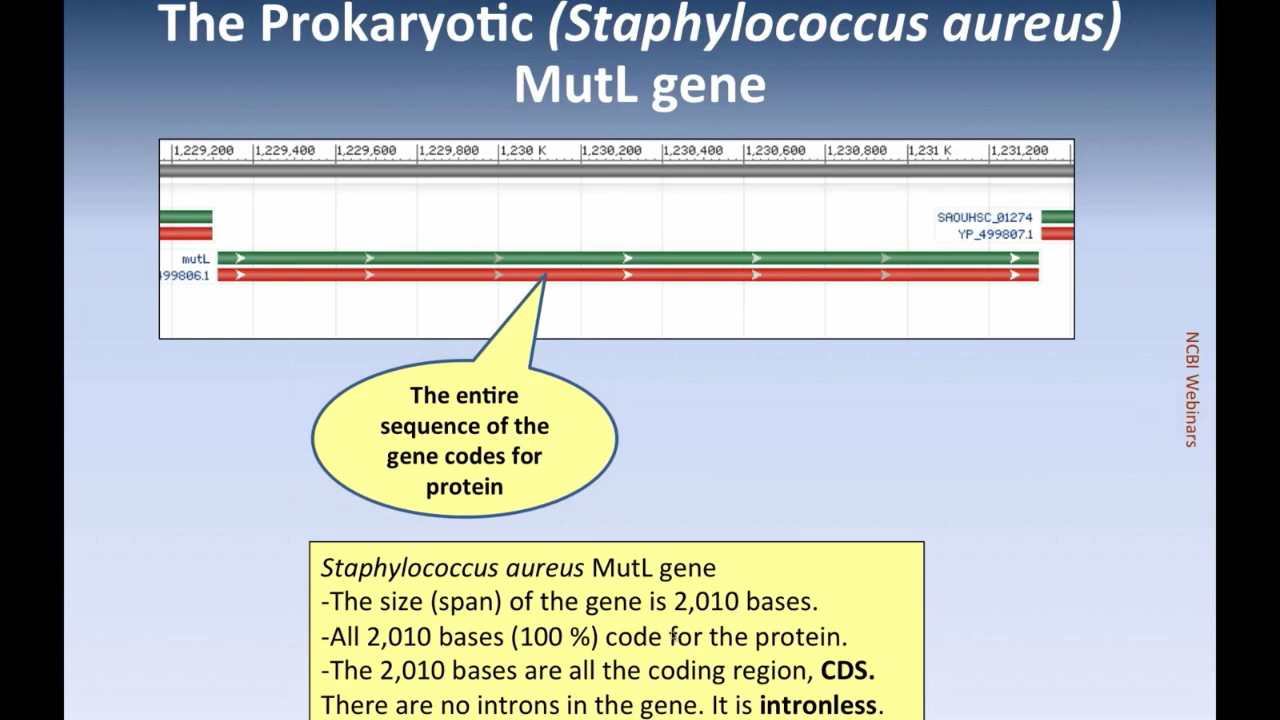 The Prokaryotic (Staphylococcus aureus)
MutL gene
1,229,200 1,229,400 1,229,600 1,229,800 1,230 K 1,230,200 1,230,400 1,230,600 1,230,800 1,231 K 1,231,200
SAOUHSC_01274
YP_499807.1
mutL
499806.1
The entire
sequence of the
gene codes for
protein
NCBI Webinars
Staphylococcus aureus MutL gene
-The size (span) of the gene is 2,010 bases.
-All 2,010 bases (100 %) code for the protein.
-The 2,010 bases are all the coding region, CDS.
There are no introns in the gene. It is intronless.